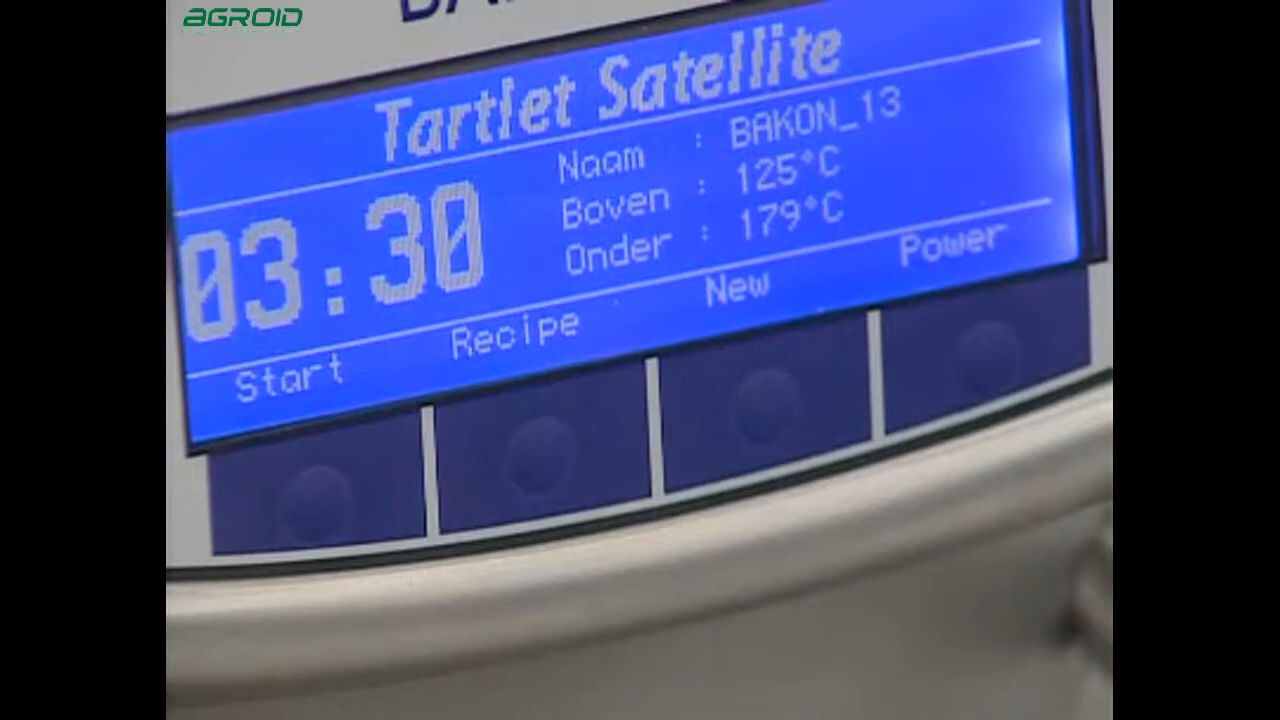 AGROID
Tartlet Satellite
03:30
Naam : BAKON_13
Boven : 125°C
Onder : 179°C
Start Recipe New Power